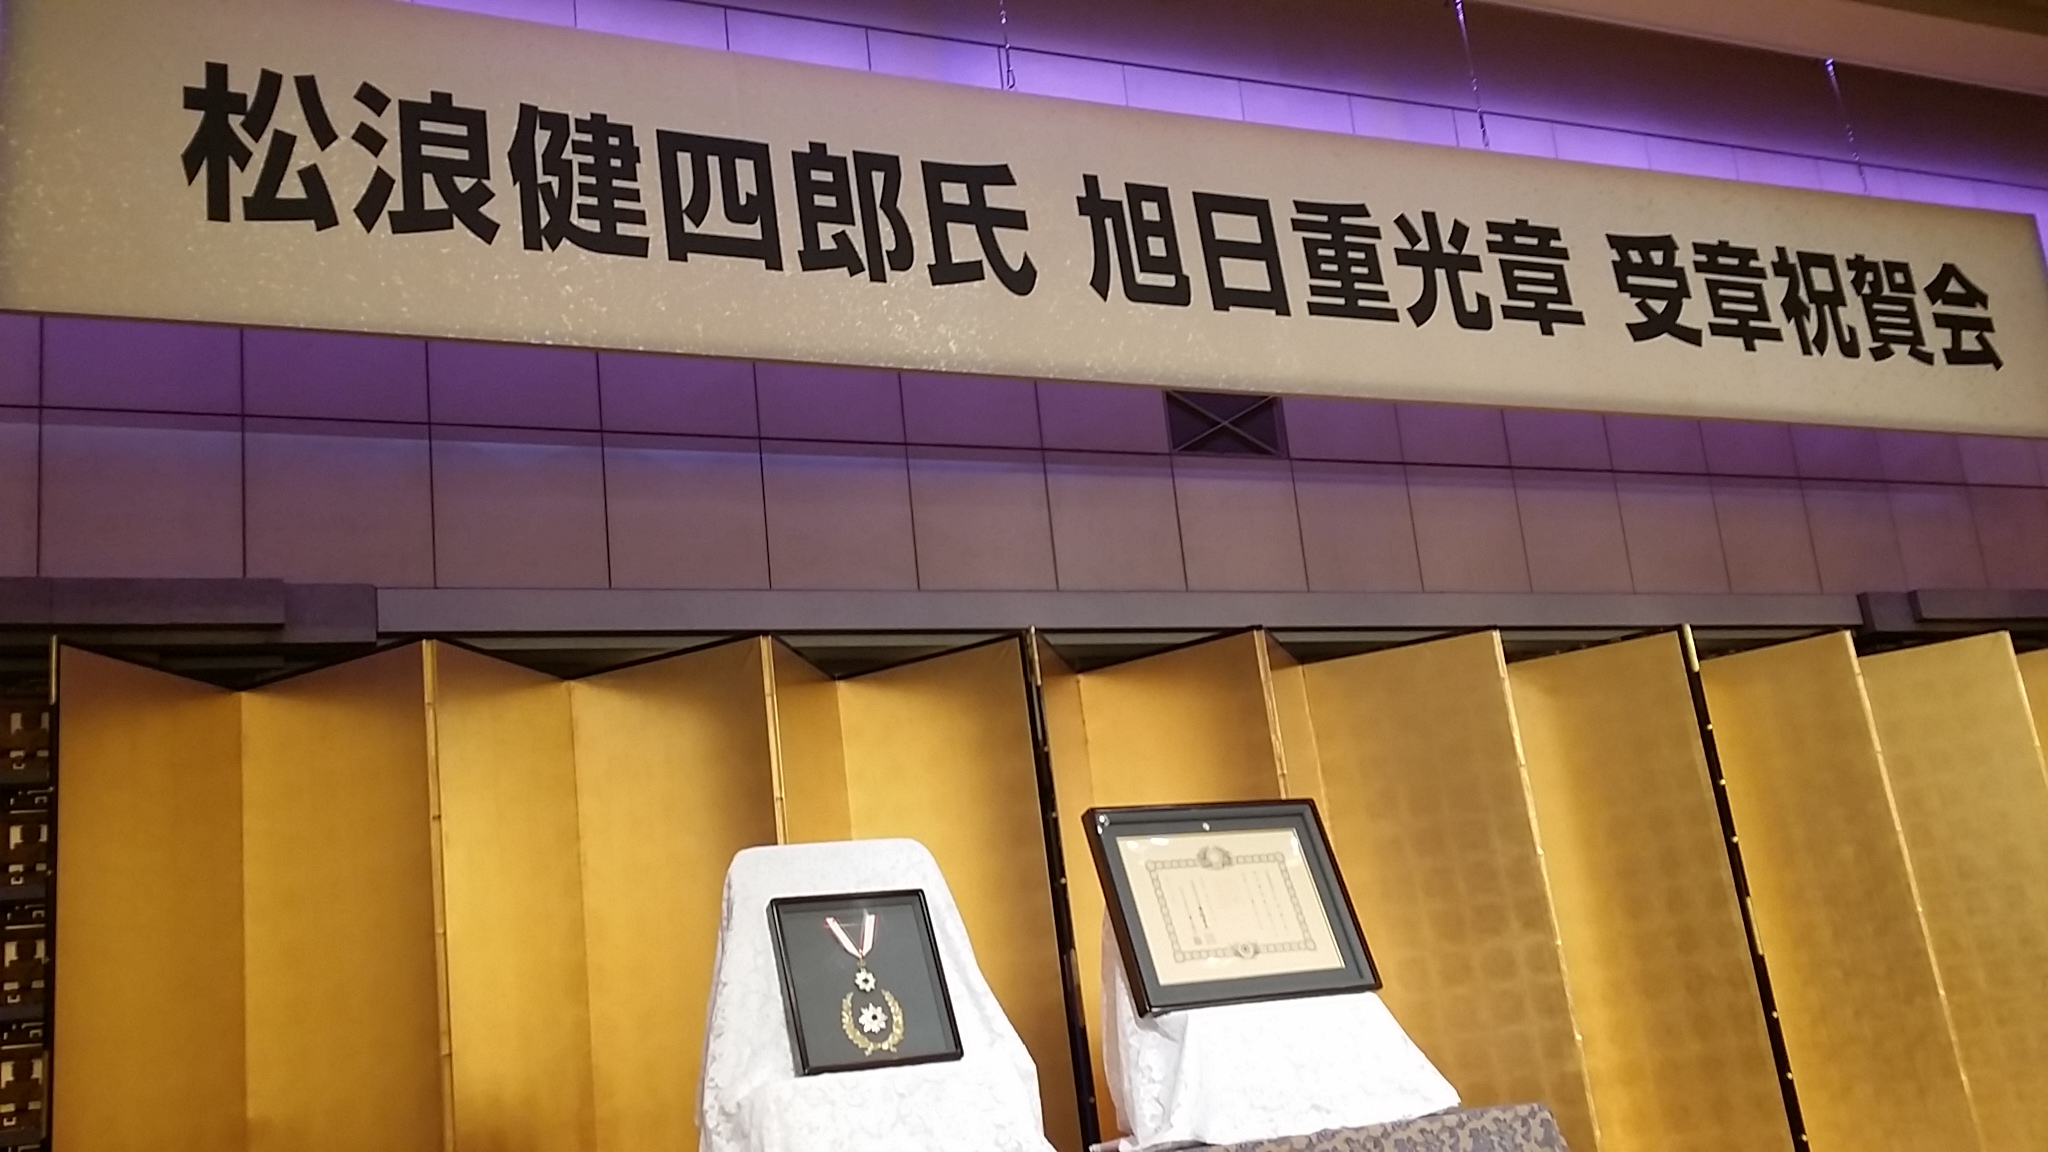 松浪健四郎氏 旭日重光章 受章祝賀会